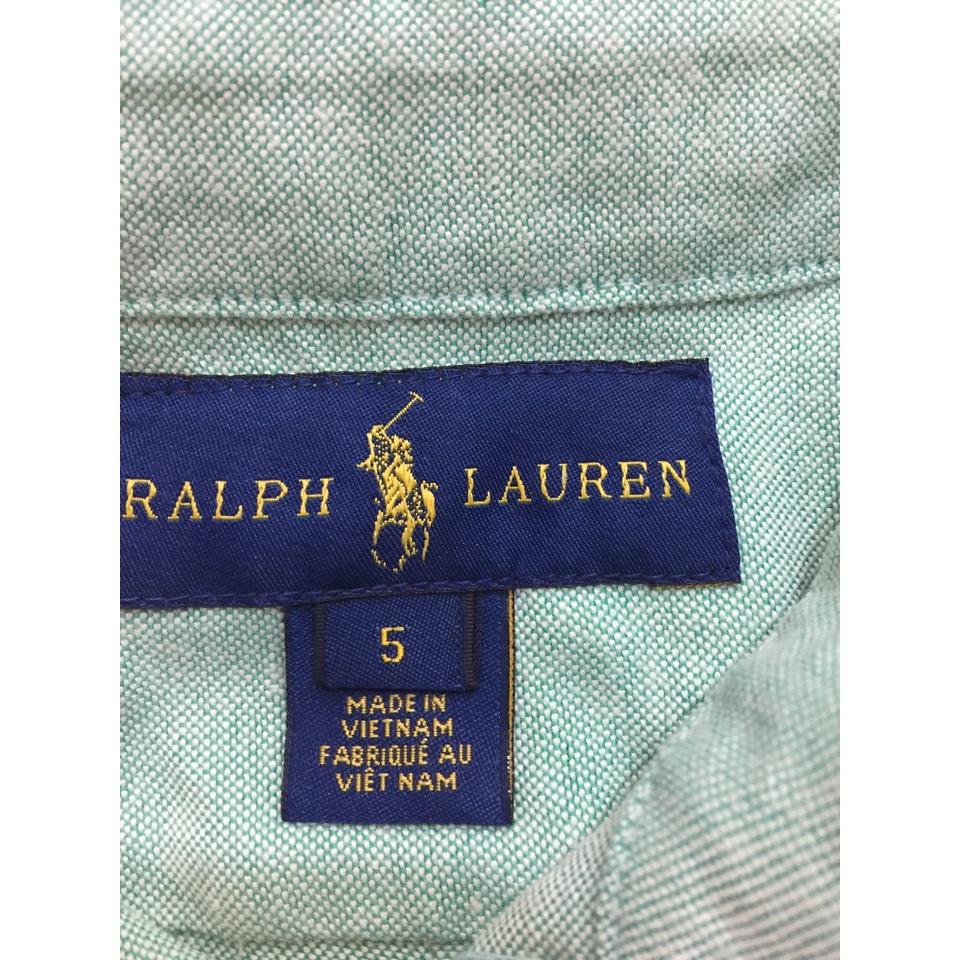 RALPH LAUREN
5
MADE IN
VIETNAM
FABRIQUÉ AU
VIÊT NAM